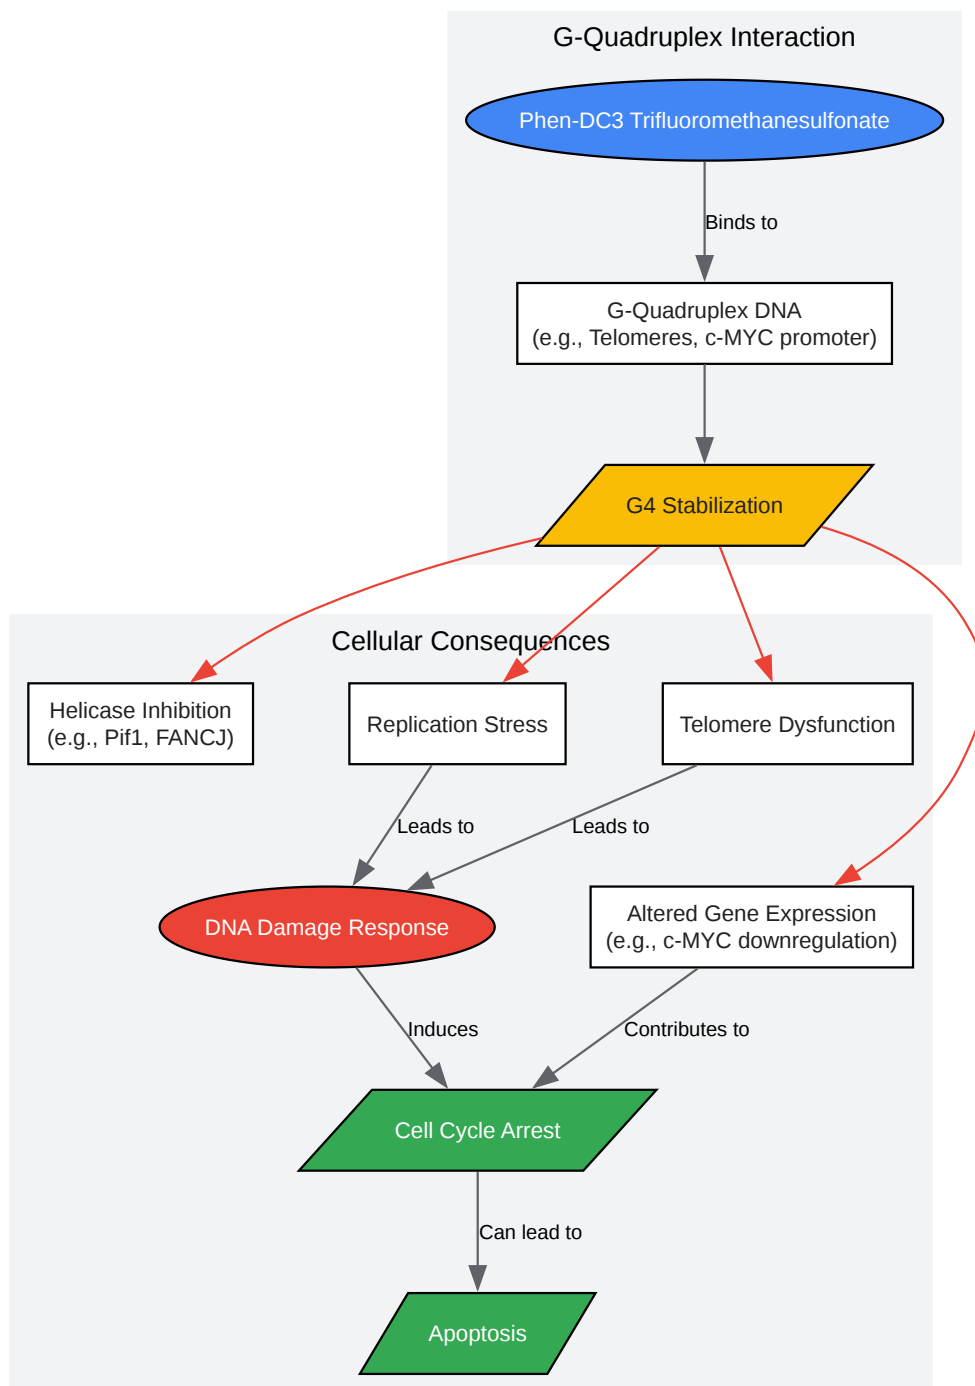 G-Quadruplex Interaction
Phen-DC3 Trifluoromethanesulfonate
Binds to
G-Quadruplex DNA
(e.g., Telomeres, c-MYC promoter)
G4 Stabilization
Cellular Consequences
Helicase Inhibition
(e.g., Pif1, FANCJ)
Replication Stress
Telomere Dysfunction
Leads to
Leads to
DNA Damage Response
Altered Gene Expression
(e.g., c-MYC downregulation)
Induces
Contributes to
Cell Cycle Arrest
Can lead to
Apoptosis